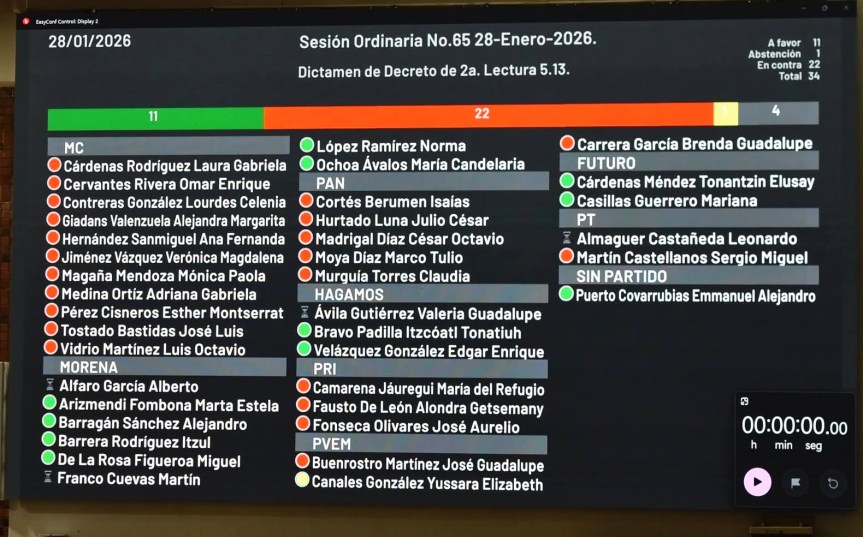 EasyConf Control: Display 2
28/01/2026
Sesión Ordinaria No.65 28-Enero-2026.
Dictamen de Decreto de 2a. Lectura 5.13.
A favor 11
Abstención 1
En contra 22
Total 34
11 22 4
MC
Cárdenas Rodríguez Laura Gabriela
Cervantes Rivera Omar Enrique
Contreras González Lourdes Celenia
Giadans Valenzuela Alejandra Margarita
Hernández Sanmiguel Ana Fernanda
Jiménez Vázquez Verónica Magdalena
Magaña Mendoza Mónica Paola
Medina Ortíz Adriana Gabriela
Pérez Cisneros Esther Montserrat
Tostado Bastidas José Luis
Vidrio Martínez Luis Octavio
MORENA
Alfaro García Alberto
Arizmendi Fombona Marta Estela
Barragán Sánchez Alejandro
Barrera Rodríguez Itzul
De La Rosa Figueroa Miguel
Franco Cuevas Martín
López Ramírez Norma
Ochoa Ávalos María Candelaria
PAN
Cortés Berumen Isaías
Hurtado Luna Julio César
Madrigal Díaz César Octavio
Moya Díaz Marco Tulio
Murguía Torres Claudia
HAGAMOS
Ávila Gutiérrez Valeria Guadalupe
Bravo Padilla Itzcóatl Tonatiuh
Velázquez González Edgar Enrique
PRI
Camarena Jáuregui María del Refugio
Fausto De León Alondra Getsemany
Fonseca Olivares José Aurelio
PVEM
Buenrostro Martínez José Guadalupe
Canales González Yussara Elizabeth
Carrera García Brenda Guadalupe
FUTURO
Cárdenas Méndez Tonantzin Elusay
Casillas Guerrero Mariana
PT
Almaguer Castañeda Leonardo
Martín Castellanos Sergio Miguel
SIN PARTIDO
Puerto Covarrubias Emmanuel Alejandro
00:00:00.00
h min seg